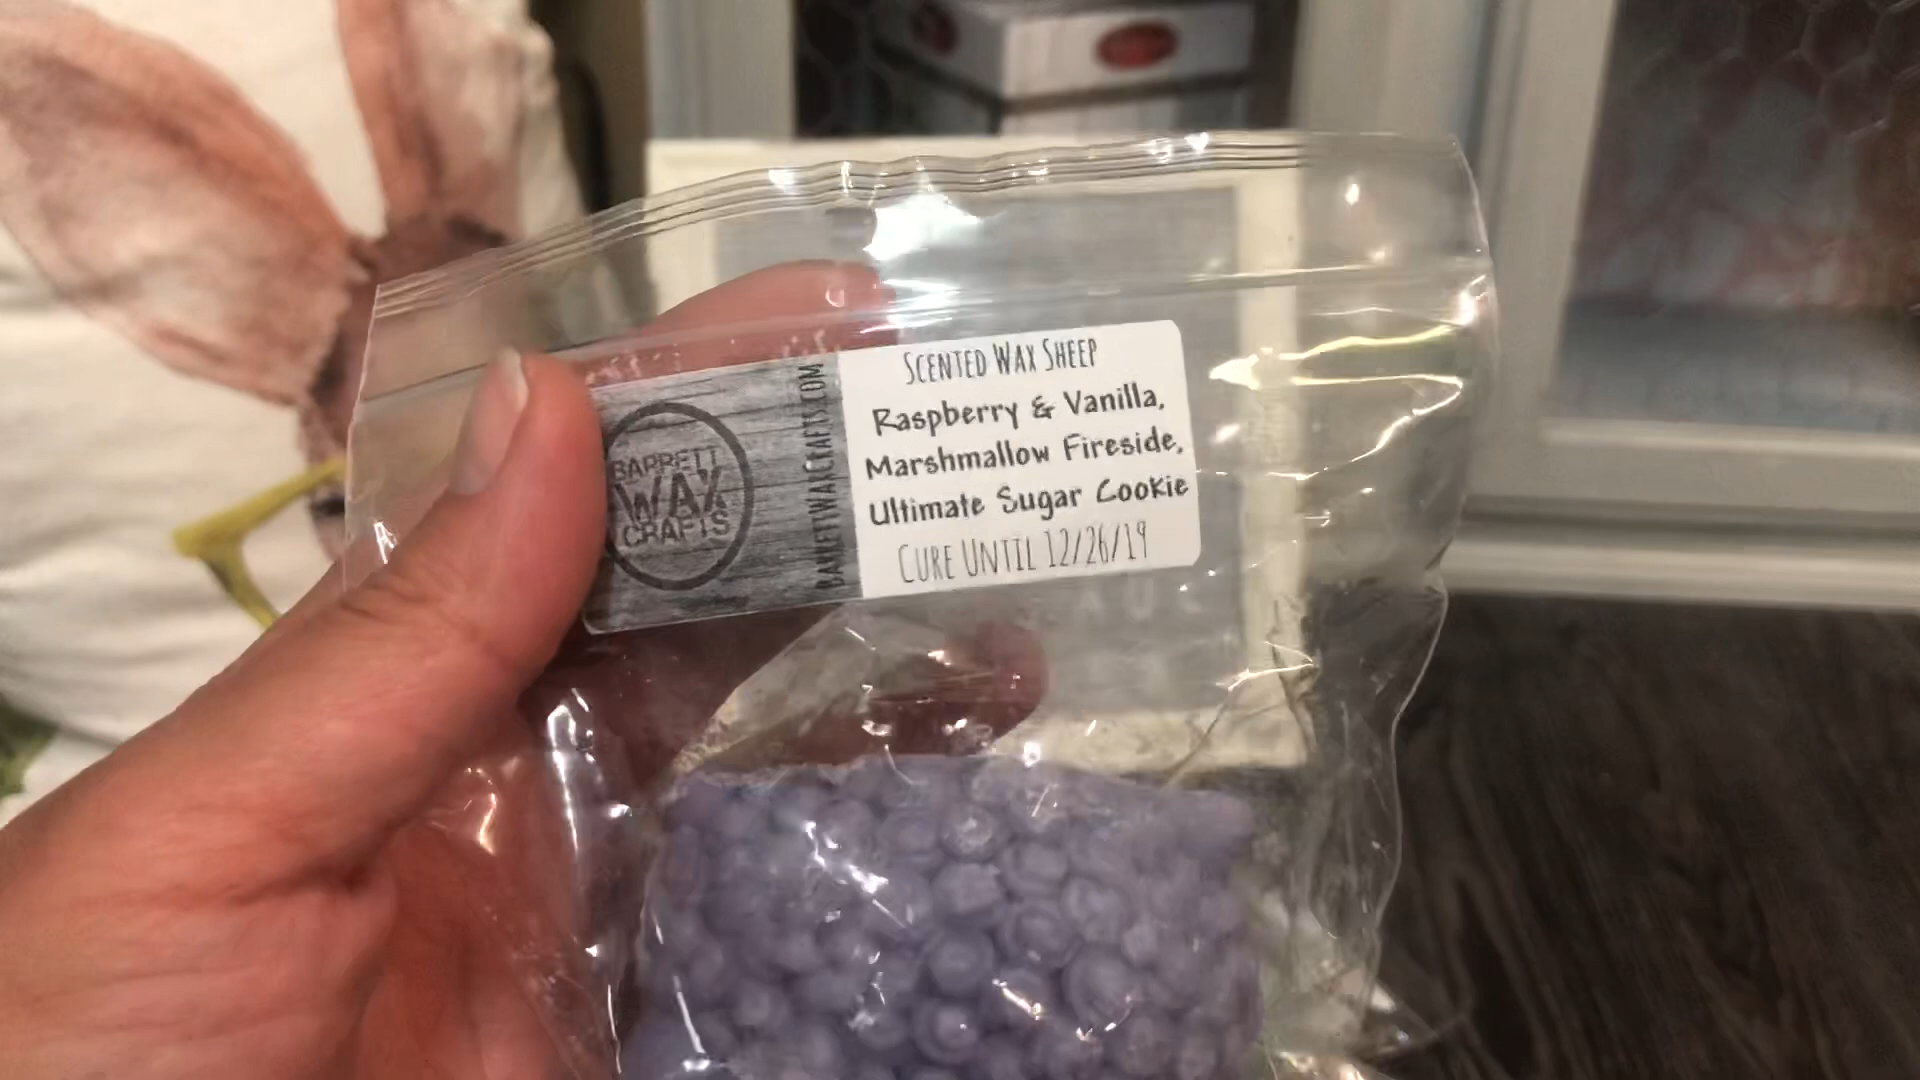 BARRETT
WAX
CRAFTS
BARRETTWAXCRAFTS.COM
SCENTED WAX SHEEP
Raspberry & Vanilla,
Marshmallow Fireside,
Ultimate Sugar Cookie
CURE UNTIL 12/26/19